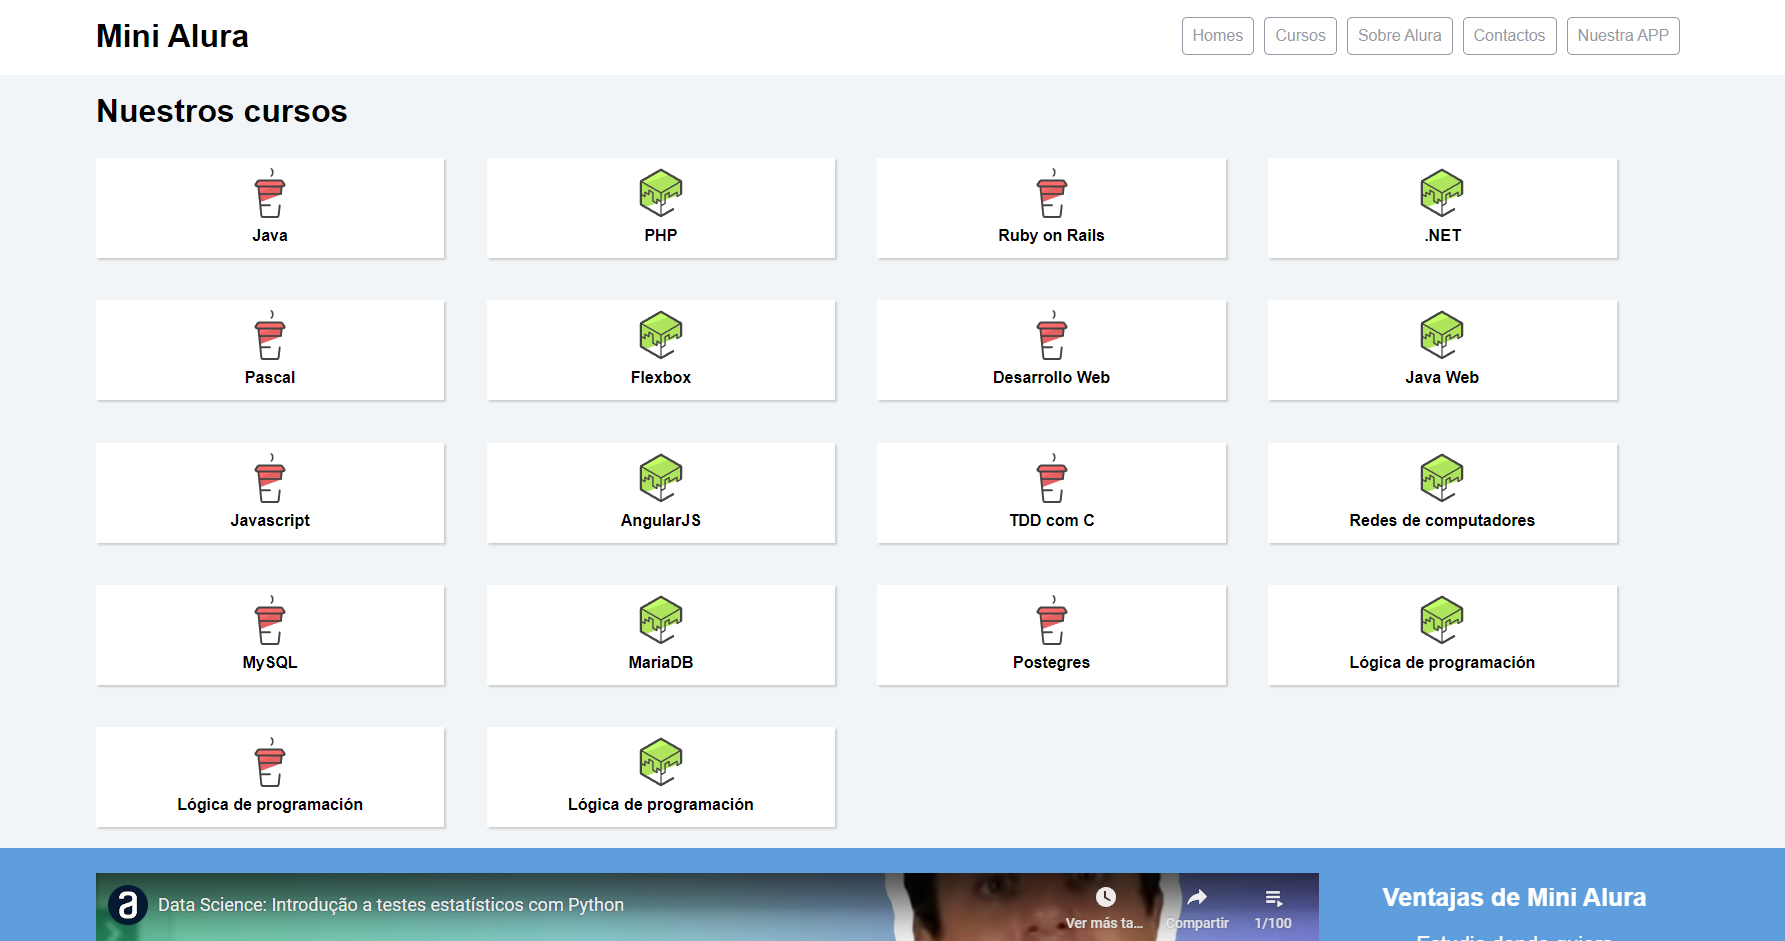 Mini Alura
Homes
Cursos
Sobre Alura
Contactos
Nuestra APP
Nuestros cursos
Java
PHP
Ruby on Rails
.NET
Pascal
Flexbox
Desarrollo Web
Java Web
Javascript
AngularJS
TDD com C
Redes de computadores
MySQL
MariaDB
Postegres
Lógica de programación
Lógica de programación
Lógica de programación
a
Data Science: Introdução a testes estatísticos com Python
Ver más ta...
Compartir
1/100
Ventajas de Mini Alura
Estudie donde quiera